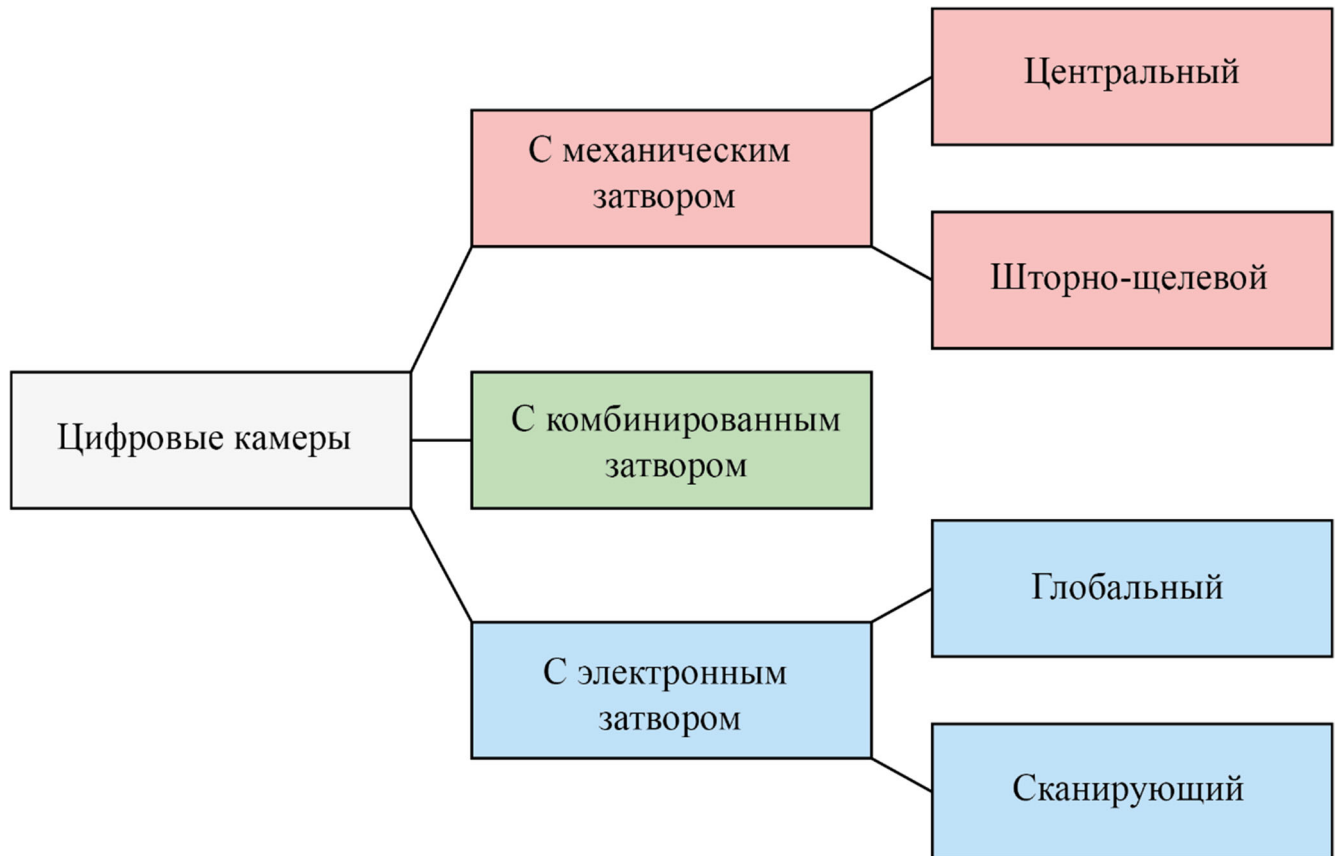 Центральный
С механическим
затвором
Шторно-щелевой
Цифровые камеры
С комбинированным
затвором
Глобальный
С электронным
затвором
Сканирующий